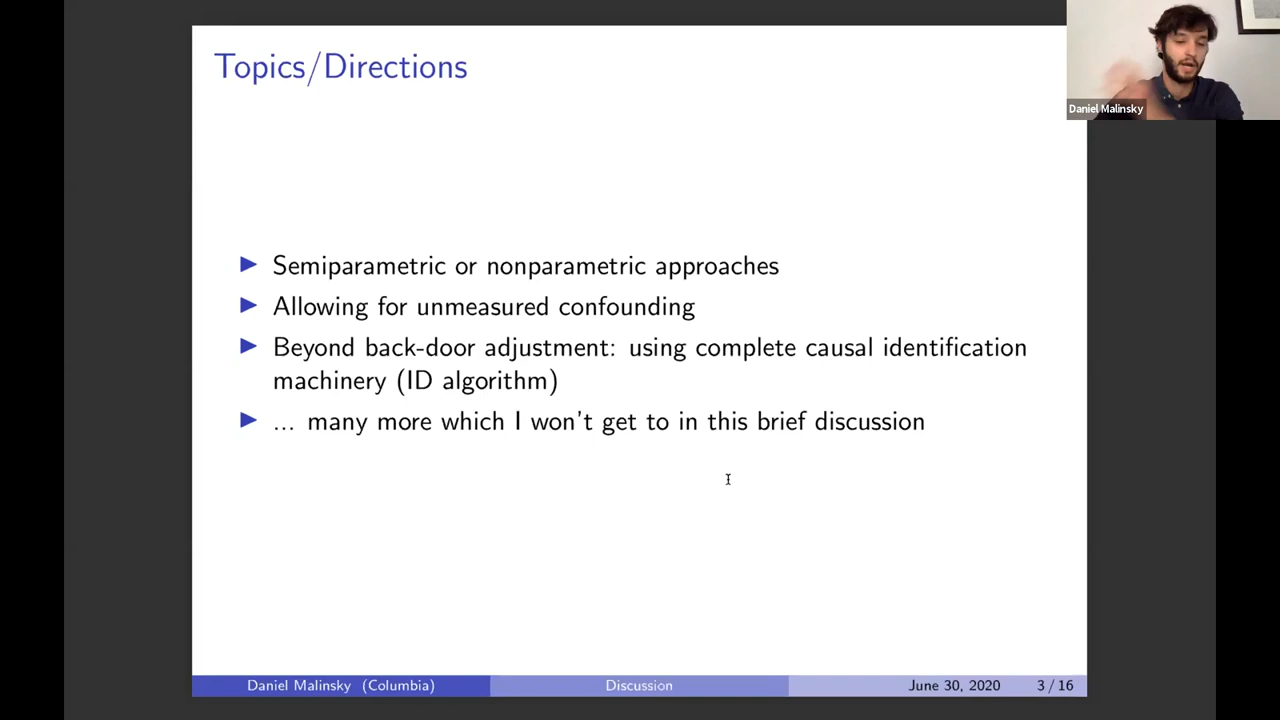 Topics/Directions
Daniel Malinsky
Semiparametric or nonparametric approaches
Allowing for unmeasured confounding
Beyond back-door adjustment: using complete causal identification
machinery (ID algorithm)
... many more which I won't get to in this brief discussion
Daniel Malinsky (Columbia) Discussion June 30, 2020 3 / 16